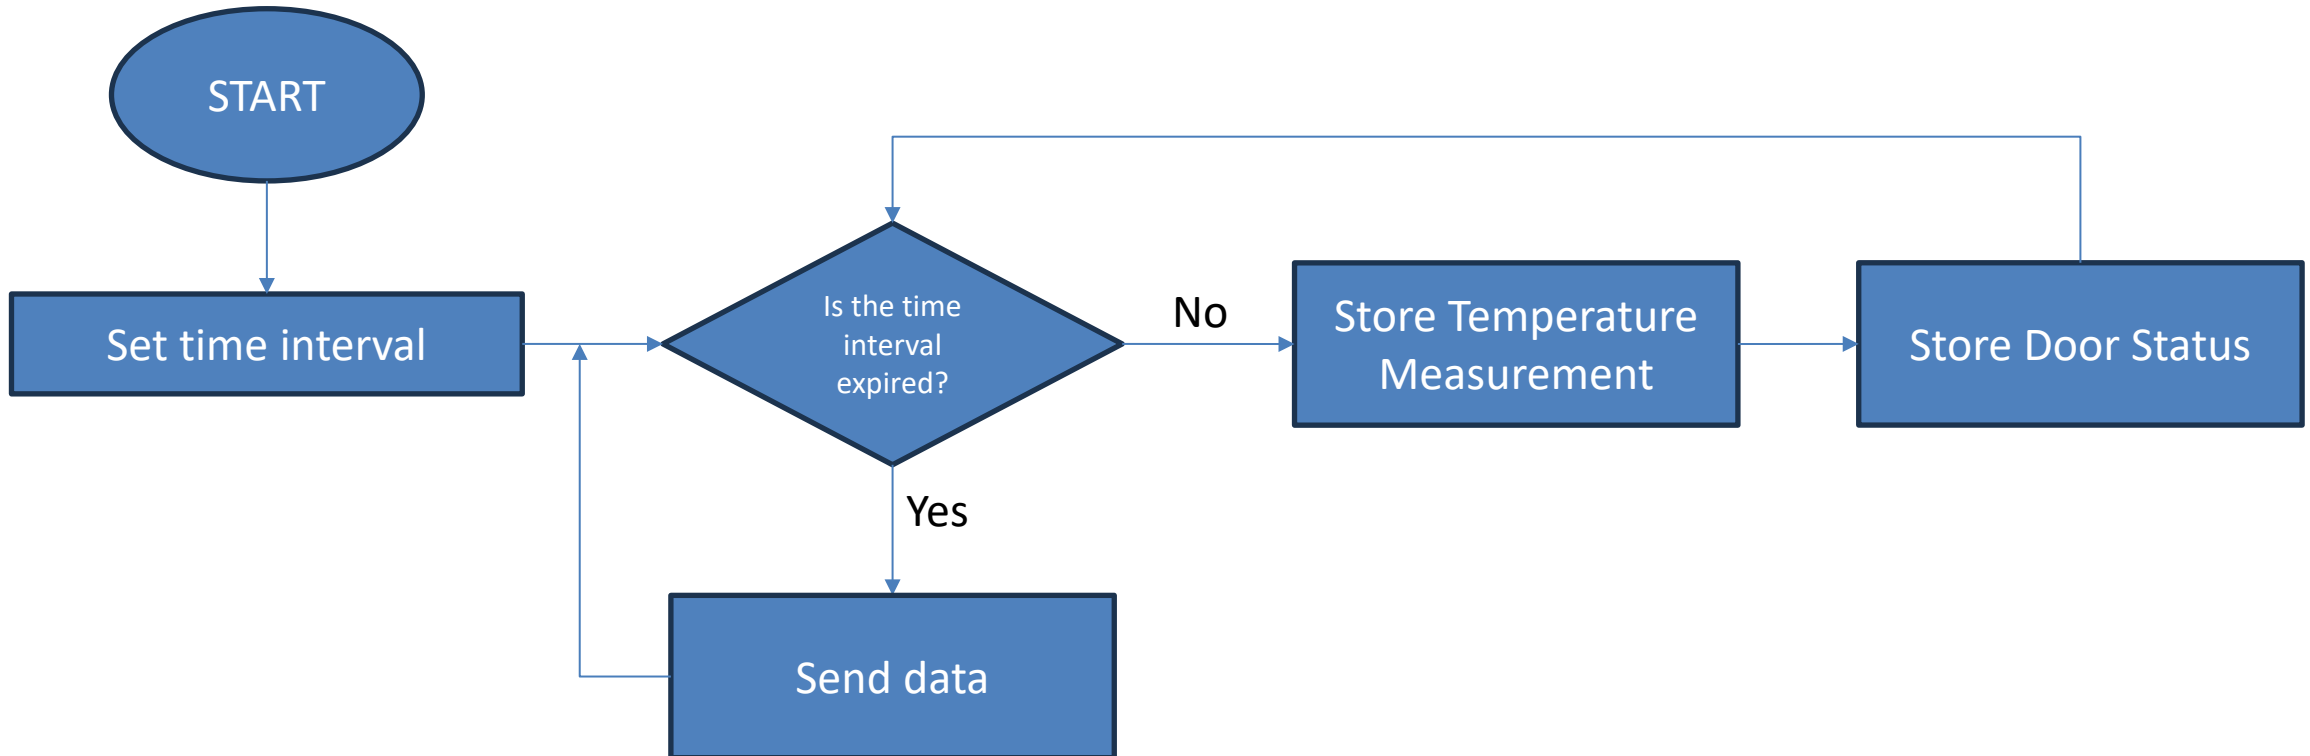 START
Set time interval
Is the time
interval
expired?
No
Store Temperature
Measurement
Store Door Status
Yes
Send data